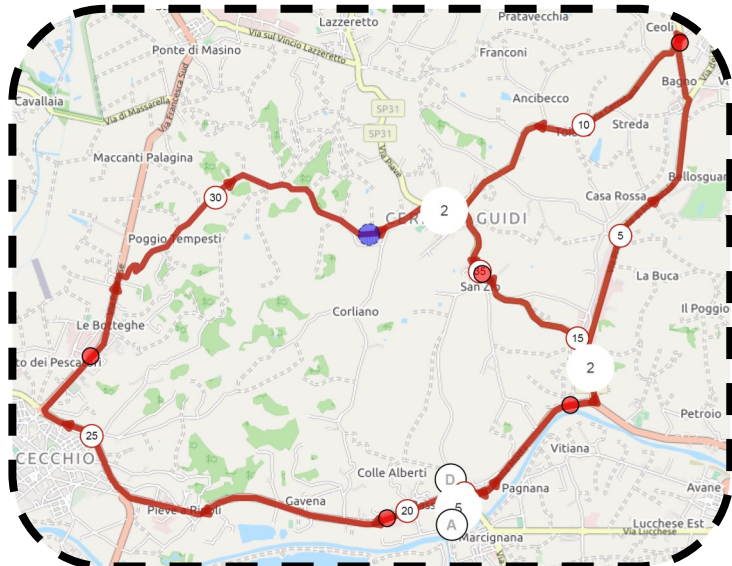 Pratavecchia
Lazzeretto
Ceoli
Via sul Vincio Lazzeretto
Ponte di Masino
Franconi
Via Francesca Sud
Bagno
Cavallaia
Via di Massarella
SP31
Ancibecco
10
Streda
SP31
Via Piave
Maccanti Palagina
30
Casa Rossa
2
GUIDI
5
Poggio Tempesti
35
La Buca
San Zio
Il Poggio
Corliano
Le Botteghe
15
2
25
Petroio
CECCHIO
Vitiana
Colle Alberti
D
Pagnana
Avane
Gavena
20
5
Pieve a Ripoli
A
Lucchese Est
Via Lucchese
Marcignana